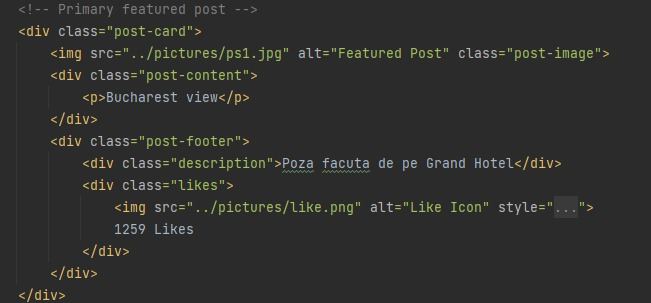 <!-- Primary featured post -->
<div class="post-card">
<img src="../pictures/ps1.jpg" alt="Featured Post" class="post-image">
<div class="post-content">
<p>Bucharest view</p>
</div>
<div class="post-footer">
<div class="description">Poza facuta de pe Grand Hotel</div>
<div class="likes">
<img src="../pictures/like.png" alt="Like Icon" style="...">
1259 Likes
</div>
</div>
</div>